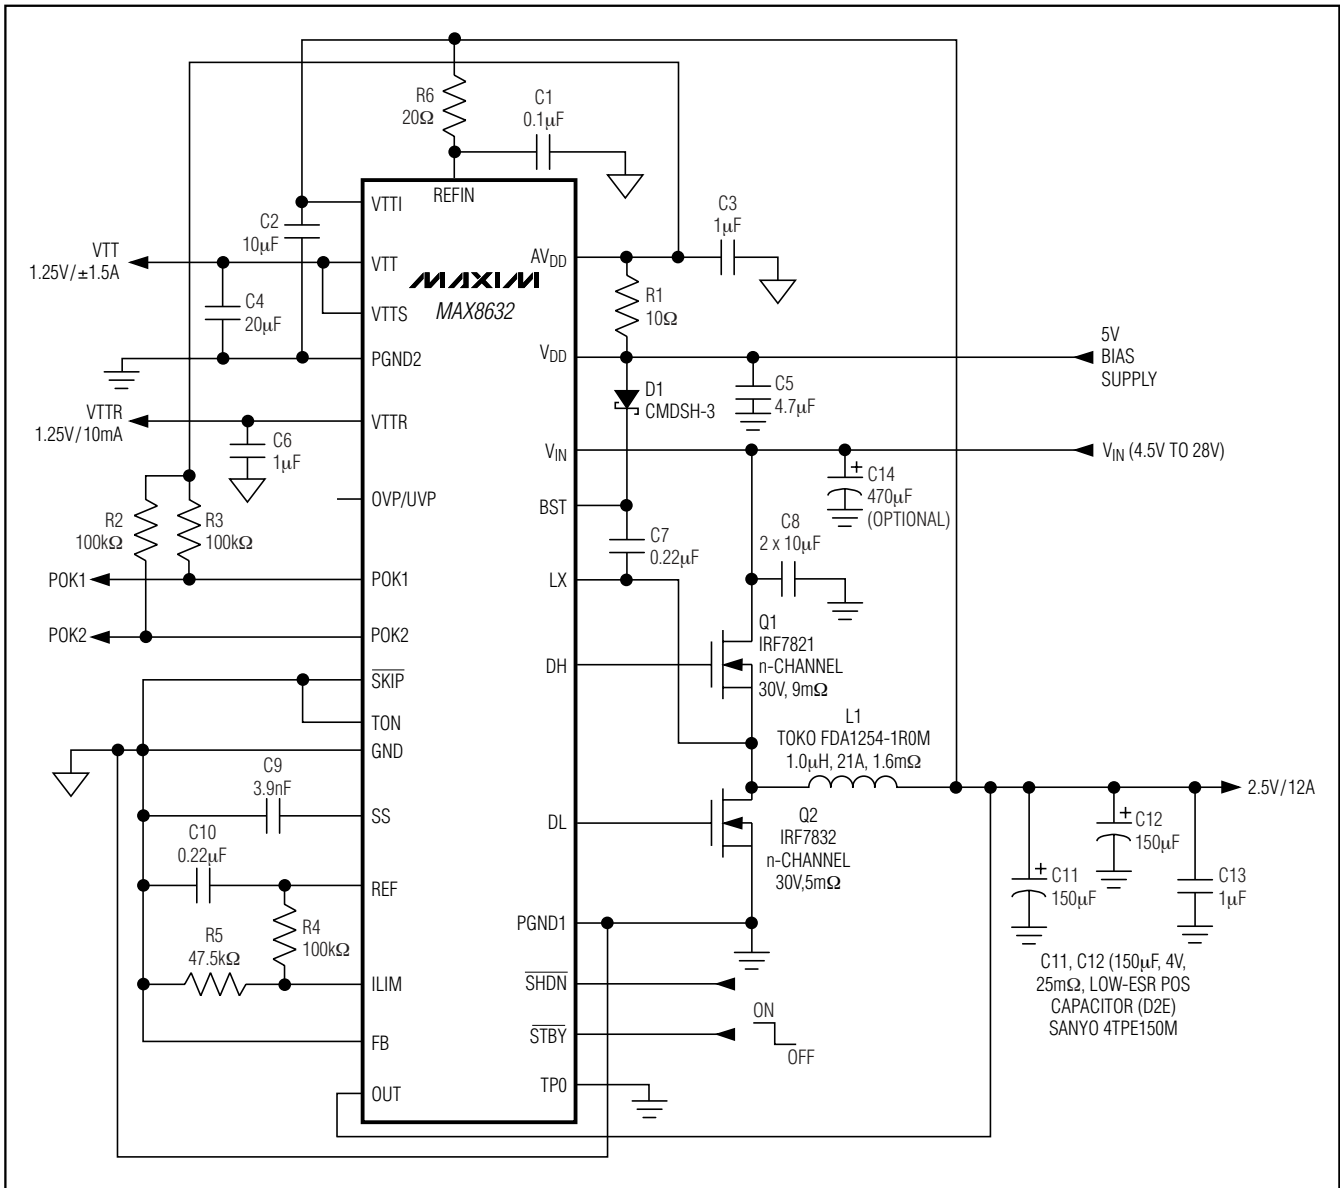 R6
20Ω
C1
0.1µF
REFIN
VTTI
C2
10µF
C3
1µF
VTT
1.25V/±1.5A
VTT
AVDD
MAXIM
MAX8632
C4
20µF
VTTS
R1
10Ω
PGND2
VDD
5V
BIAS
SUPPLY
D1
CMDSH-3
C5
4.7µF
VTTR
1.25V/10mA
VTTR
C6
1µF
VIN
VIN (4.5V TO 28V)
C14
470µF
(OPTIONAL)
OVP/UVP
BST
R2
100kΩ
R3
100kΩ
C7
0.22µF
C8
2 x 10µF
POK1
POK1
LX
POK2
POK2
Q1
IRF7821
n-CHANNEL
30V, 9mΩ
DH
SKIP
TON
L1
TOKO FDA1254-1R0M
1.0µH, 21A, 1.6mΩ
GND
C9
3.9nF
2.5V/12A
SS
DL
Q2
IRF7832
n-CHANNEL
30V,5mΩ
C12
150µF
C10
0.22µF
REF
C11
150µF
C13
1µF
R4
100kΩ
R5
47.5kΩ
PGND1
ILIM
SHDN
C11, C12 (150µF, 4V,
25mΩ, LOW-ESR POS
CAPACITOR (D2E)
SANYO 4TPE150M
FB
STBY
ON
OFF
OUT
TP0